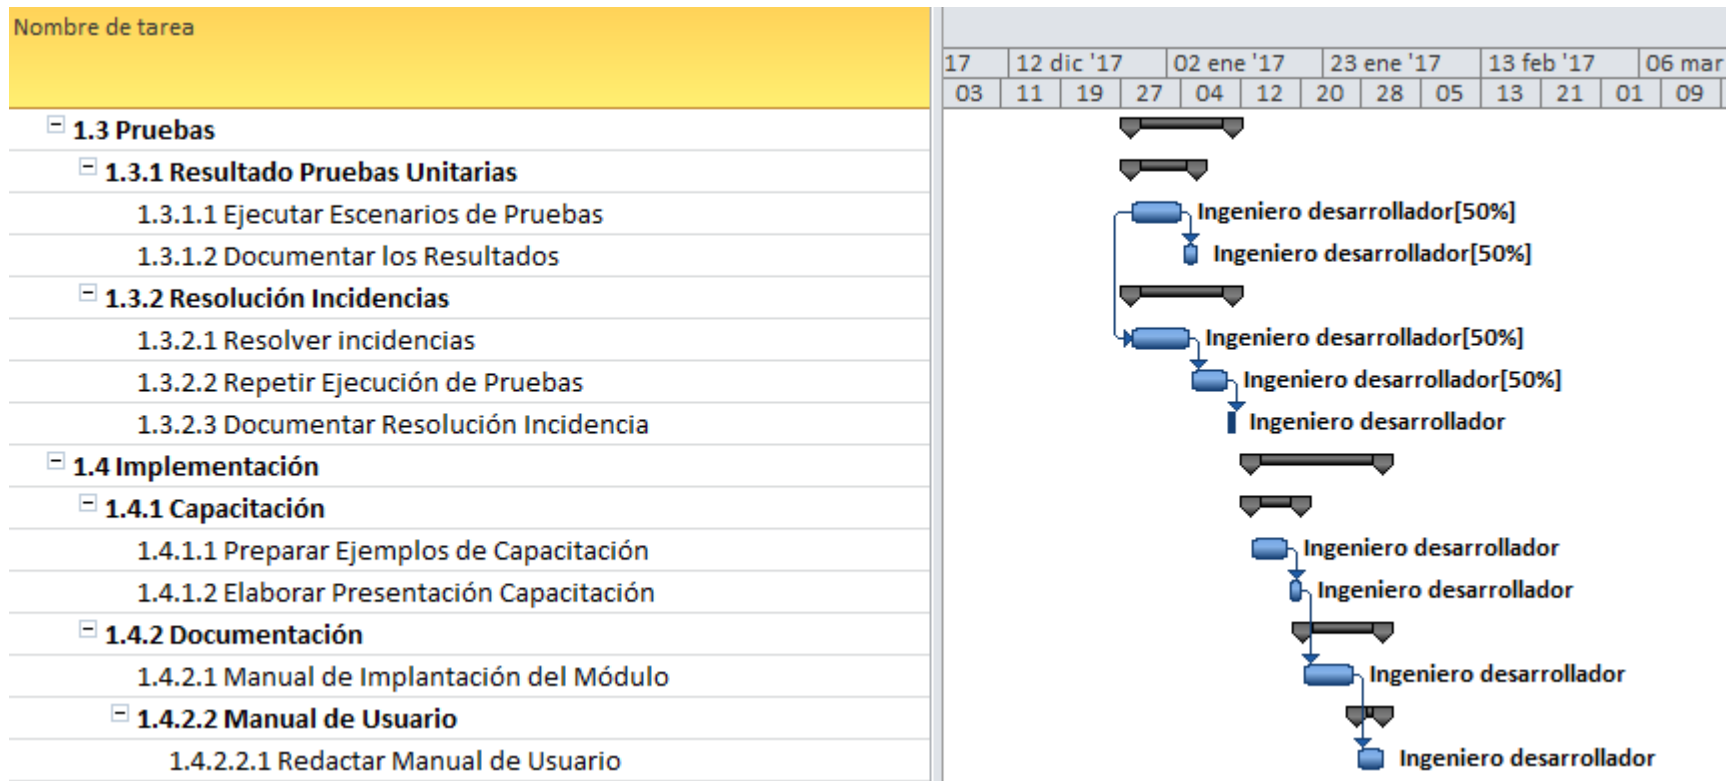 Nombre de tarea
17 12 dic '17 02 ene '17 23 ene '17 13 feb '17 06 mar
03 11 19 27 04 12 20 28 05 13 21 01 09
1.3 Pruebas
1.3.1 Resultado Pruebas Unitarias
1.3.1.1 Ejecutar Escenarios de Pruebas Ingeniero desarrollador[50%]
1.3.1.2 Documentar los Resultados Ingeniero desarrollador[50%]
1.3.2 Resolución Incidencias
1.3.2.1 Resolver incidencias Ingeniero desarrollador[50%]
1.3.2.2 Repetir Ejecución de Pruebas Ingeniero desarrollador[50%]
1.3.2.3 Documentar Resolución Incidencia Ingeniero desarrollador
1.4 Implementación
1.4.1 Capacitación
1.4.1.1 Preparar Ejemplos de Capacitación Ingeniero desarrollador
1.4.1.2 Elaborar Presentación Capacitación Ingeniero desarrollador
1.4.2 Documentación
1.4.2.1 Manual de Implantación del Módulo Ingeniero desarrollador
1.4.2.2 Manual de Usuario
1.4.2.2.1 Redactar Manual de Usuario Ingeniero desarrollador